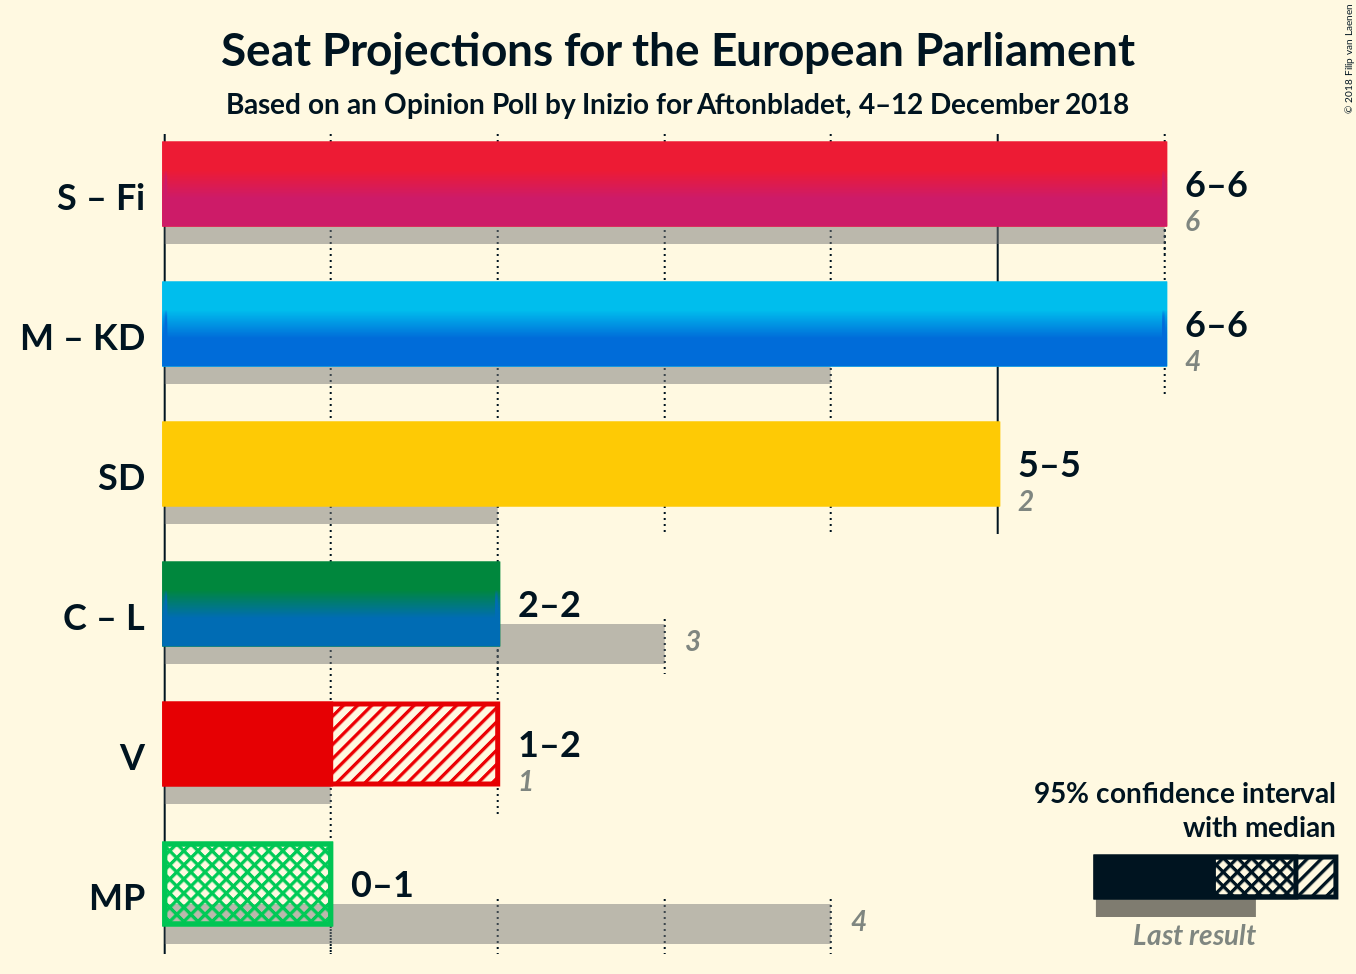 Seat Projections for the European Parliament
Based on an Opinion Poll by Inizio for Aftonbladet, 4–12 December 2018
© 2018 Filip van Laenen
S – Fi
6–6
6
M – KD
6–6
4
SD
5–5
2
C – L
2–2
3
V
1–2
1
MP
0–1
4
95% confidence interval
with median
Last result